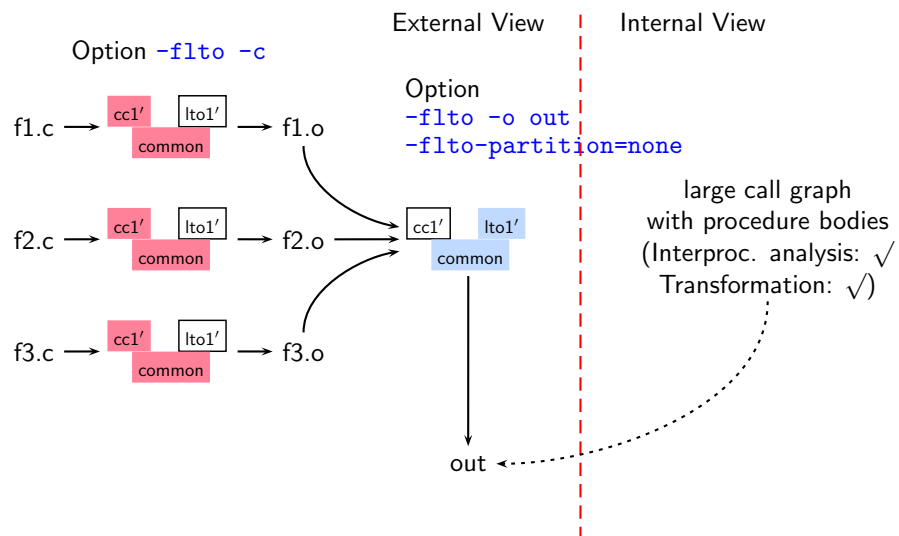 External View
Internal View
Option -flto -c
Option
-flto -o out
-flto-partition=none
f1.c
cc1′
lto1′
common
f1.o
f2.c
cc1′
lto1′
common
f2.o
cc1′
lto1′
common
f3.c
cc1′
lto1′
common
f3.o
large call graph
with procedure bodies
(Interproc. analysis: √
Transformation: √)
out